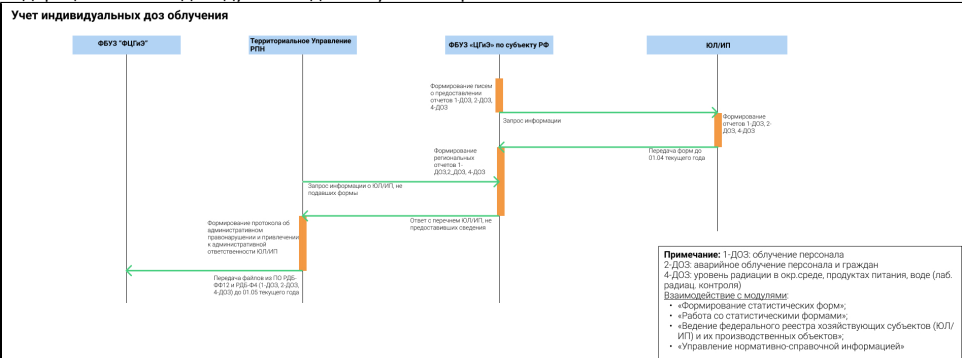 Учет индивидуальных доз облучения
ФБУЗ "ФЦГиЭ"
Территориальное Управление
РПН
ФБУЗ «ЦГиЭ» по субъекту РФ
ЮЛ/ИП
Формирование писем
о предоставлении
отчетов 1-ДОЗ, 2-ДОЗ,
4-ДОЗ
Запрос информации
Формирование
отчетов 1-ДОЗ, 2-
ДОЗ, 4-ДОЗ
Передача форм до
01.04 текущего года
Формирование
региональных
отчетов 1-
ДОЗ,2_ДОЗ, 4-ДОЗ
Запрос информации о ЮЛ/ИП, не
подавших формы
Ответ с перечнем ЮЛ/ИП, не
предоставивших сведения
Формирование протокола об
административном
правонарушении и привлечении
к административной
ответственности ЮЛ/ИП
Передача файлов из ПО РДБ-
ФФ12 и РДБ-Ф4 (1-ДОЗ, 2-ДОЗ,
4-ДОЗ) до 01.05 текущего года
Примечание: 1-ДОЗ: облучение персонала
2-ДОЗ: аварийное облучение персонала и граждан
4-ДОЗ: уровень радиации в окр.среде, продуктах питания, воде (лаб.
радиац. контроля)
Взаимодействие с модулями:
• «Формирование статистических форм»;
• «Работа со статистическими формами»;
• «Ведение федерального реестра хозяйствующих субъектов (ЮЛ/
ИП) и их производственных объектов»;
• «Управление нормативно-справочной информацией»